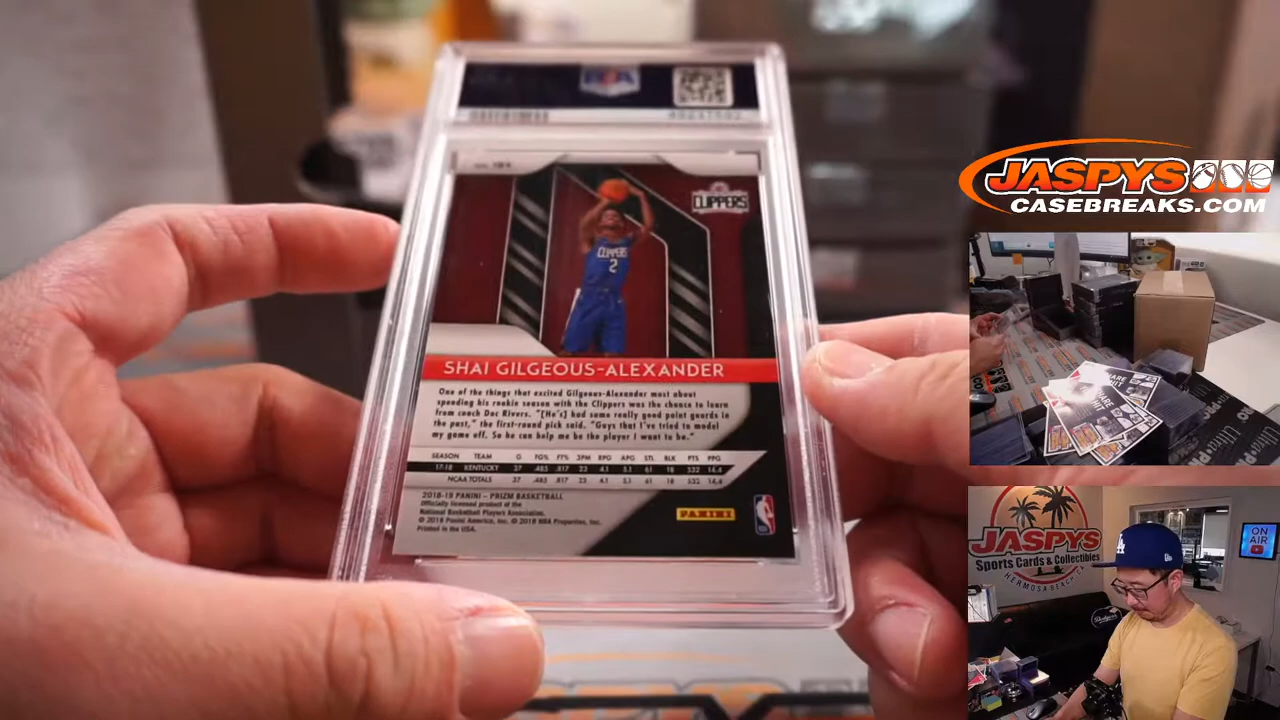 PSA
CLIPPERS
CLIPPERS
2
SHAI GILGEOUS-ALEXANDER
One of the things that excited Gilgeous-Alexander most about
spending his rookie season with the Clippers was the chance to learn
from coach Doc Rivers. "[He's] had some really good point guards in
the past," the first-round pick said. "Guys that I've tried to model
my game off. So he can help me be the player I want to be."
SEASON TEAM G FG% FT% 3PM RPG APG STL BLK PTS PPG
17-18 KENTUCKY 37 .485 .817 23 4.1 5.1 61 18 532 14.4
NCAA TOTALS 37 .485 .817 23 4.1 5.1 61 18 532 14.4
2018-19 PANINI – PRIZM BASKETBALL
Officially licensed product of the
National Basketball Players Association.
© 2018 Panini America, Inc. © 2018 NBA Properties, Inc.
Printed in the USA.
PANINI
JASPYS
CASEBREAKS.COM
JASPYS
Sports Cards & Collectibles
HERMOSA BEACH, CA
ON
AIR
LA
Dodgers